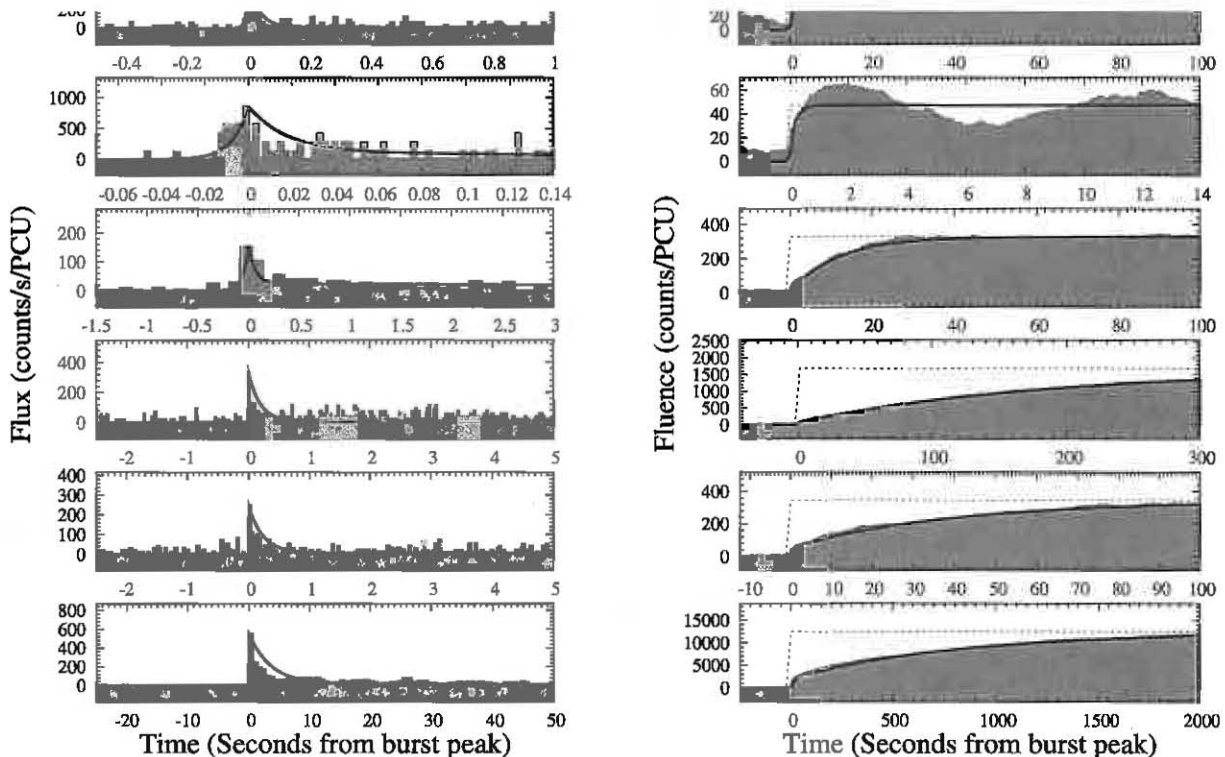 200
0
-0.4 -0.2 0 0.2 0.4 0.6 0.8 1
1000
500
0
-0.06 -0.04 -0.02 0 0.02 0.04 0.06 0.08 0.1 0.12 0.14
200
100
0
-1.5 -1 -0.5 0 0.5 1 1.5 2 2.5 3
400
200
0
-2 -1 0 1 2 3 4 5
400
300
200
100
0
-2 -1 0 1 2 3 4 5
800
600
400
200
0
-20 -10 0 10 20 30 40 50
Flux (counts/s/PCU)
Time (Seconds from burst peak)
20
0
0 20 40 60 80 100
60
40
20
0
0 2 4 6 8 10 12 14
400
200
0
0 20 40 60 80 100
2500
2000
1500
1000
500
0
0 100 200 300
400
200
0
-10 0 10 20 30 40 50 60 70 80 90 100
15000
10000
5000
0
0 500 1000 1500 2000
Fluence (counts/PCU)
Time (Seconds from burst peak)